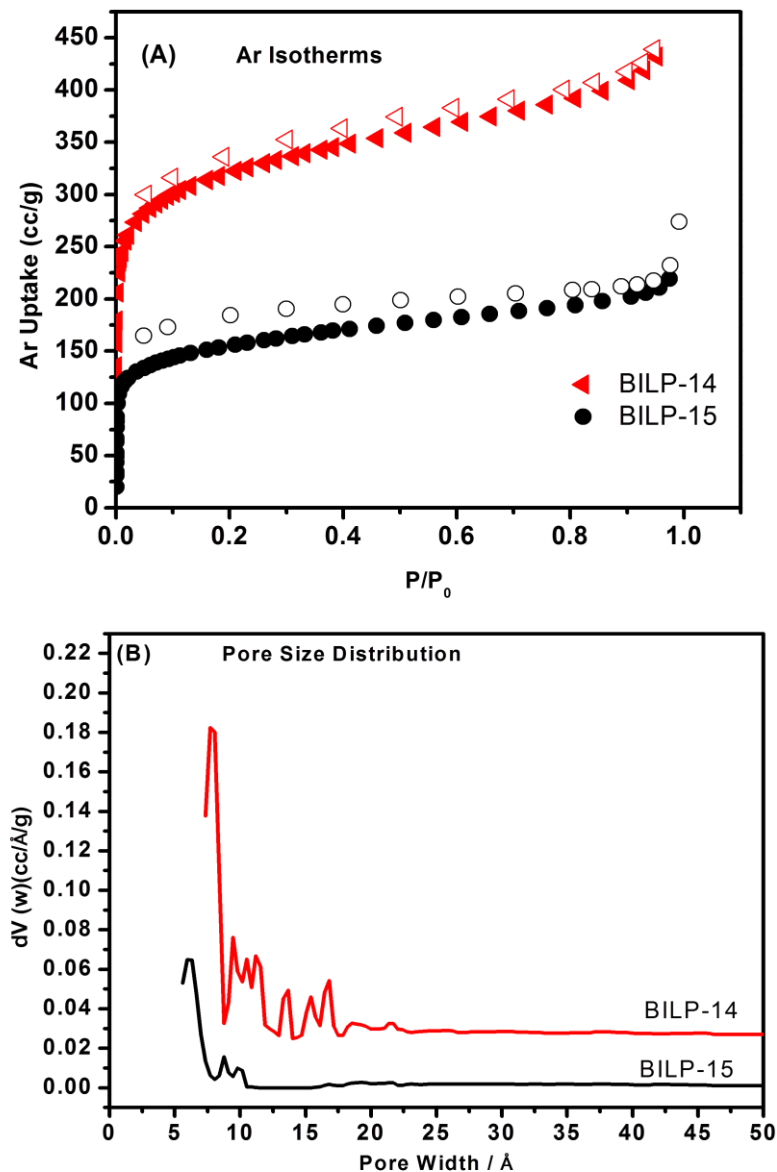 (A) Ar Isotherms
450
400
350
300
250
200
150
100
50
0
Ar Uptake (cc/g)
BILP-14
BILP-15
0.0 0.2 0.4 0.6 0.8 1.0
P/P₀
(B) Pore Size Distribution
0.22
0.20
0.18
0.16
0.14
0.12
0.10
0.08
0.06
0.04
0.02
0.00
dV (w)(cc/Å/g)
BILP-14
BILP-15
0 5 10 15 20 25 30 35 40 45 50
Pore Width / Å